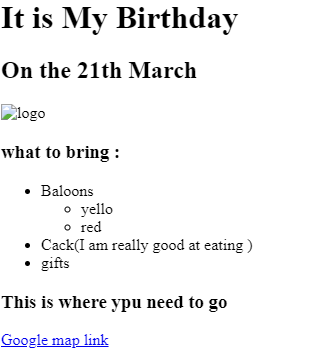 It is My Birthday
On the 21th March
logo
what to bring :
Baloons
yello
red
Cack(I am really good at eating )
gifts
This is where ypu need to go
Google map link